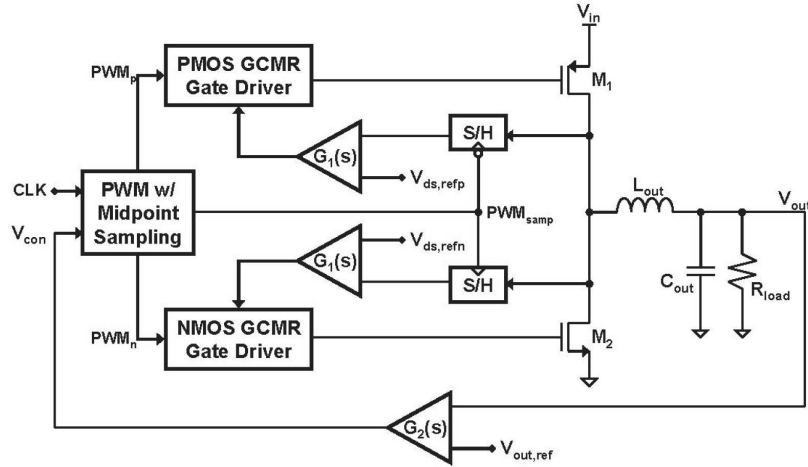 V_in
PWM_p
PMOS GCMR
Gate Driver
M_1
S/H
G_1(s)
V_ds,refp
CLK
V_con
PWM w/
Midpoint
Sampling
PWM_samp
L_out
V_out
V_ds,refn
G_1(s)
S/H
C_out
R_load
PWM_n
NMOS GCMR
Gate Driver
M_2
G_2(s)
V_out,ref